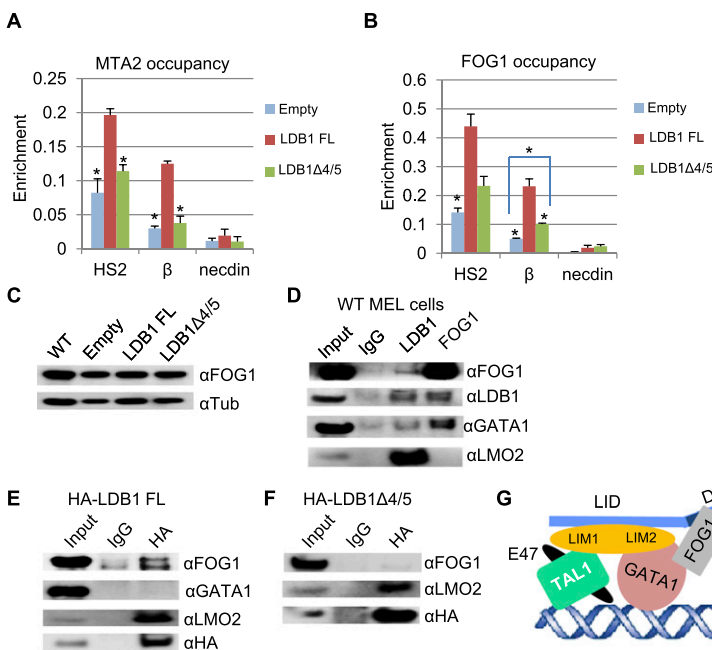 A
MTA2 occupancy
0.25
0.2
0.15
0.1
0.05
0
Enrichment
* * * *
HS2 β necdin
Empty
LDB1 FL
LDB1Δ4/5
B
FOG1 occupancy
0.6
0.5
0.4
0.3
0.2
0.1
0
Enrichment
* * * *
HS2 β necdin
Empty
LDB1 FL
LDB1Δ4/5
C
WT Empty LDB1 FL LDB1Δ4/5
αFOG1
αTub
D
WT MEL cells
Input IgG LDB1 FOG1
αFOG1
αLDB1
αGATA1
αLMO2
E
HA-LDB1 FL
Input IgG HA
αFOG1
αGATA1
αLMO2
αHA
F
HA-LDB1Δ4/5
Input IgG HA
αFOG1
αLMO2
αHA
G
LID D
LIM1 LIM2 FOG1
E47
TAL1 GATA1